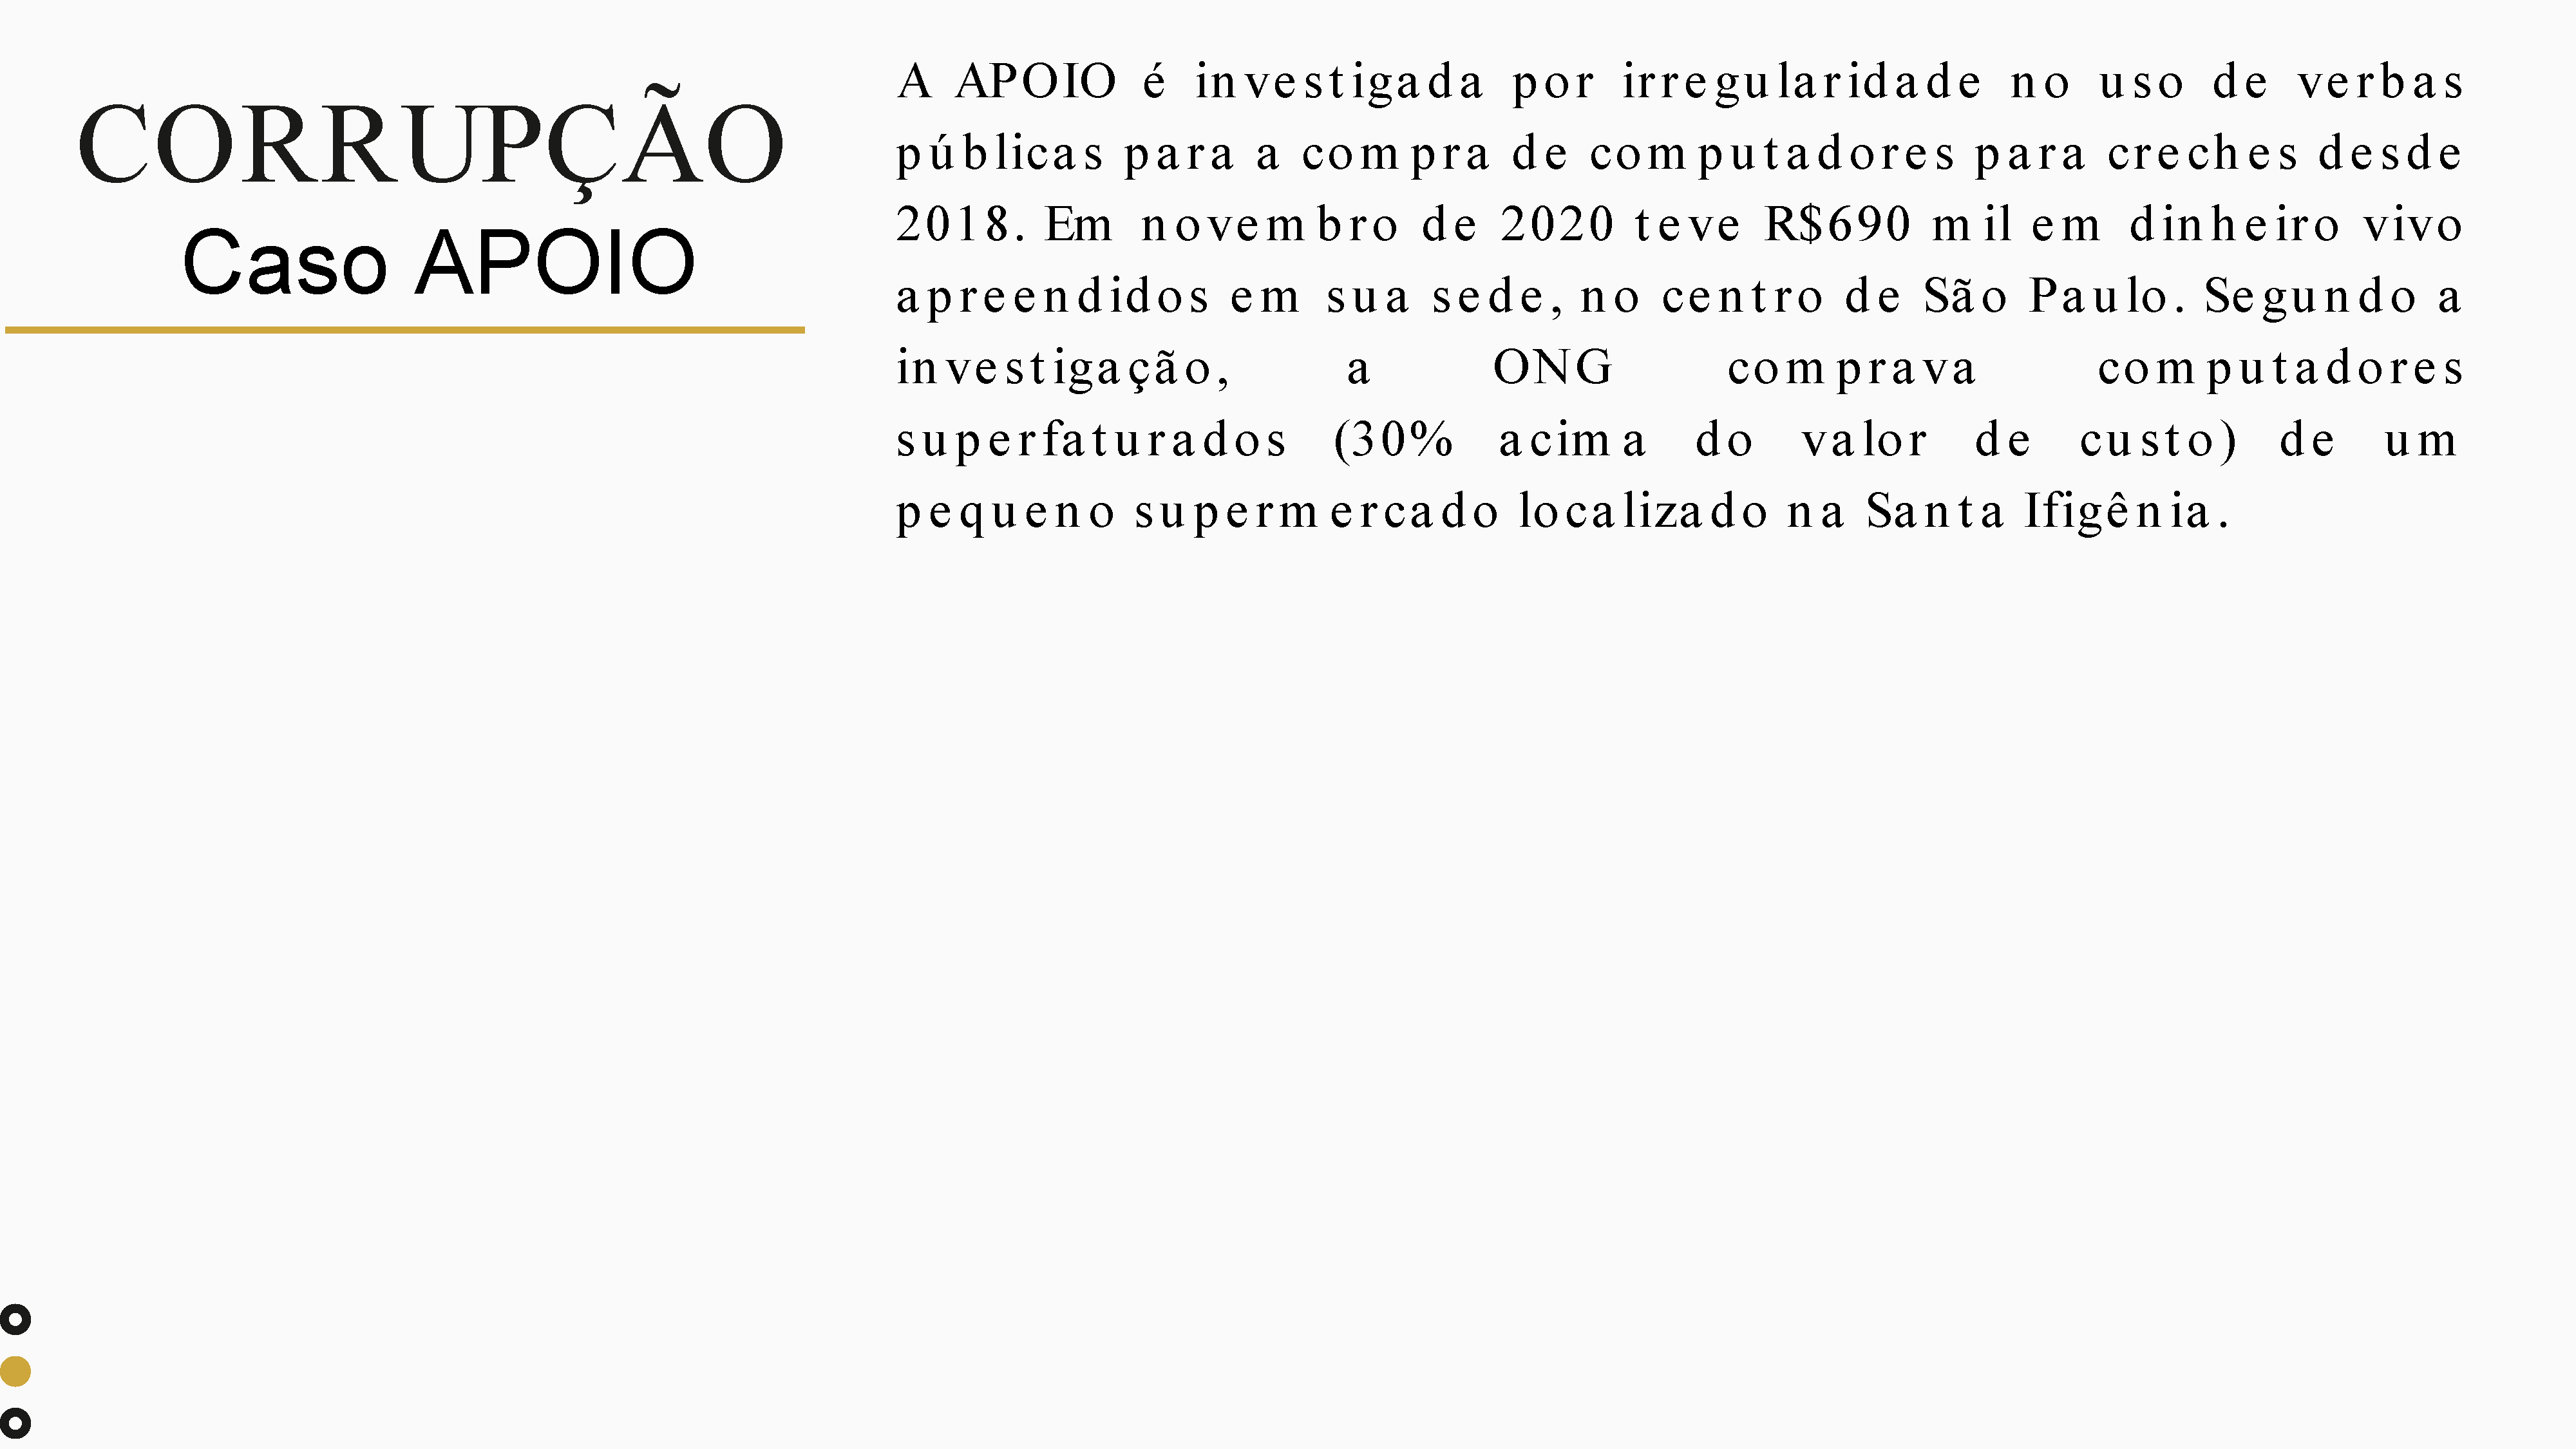 CORRUPÇÃO
Caso APOIO
A APOIO é investigada por irregularidade no uso de verbas
públicas para a compra de computadores para creches desde
2018. Em novembro de 2020 teve R$690 mil em dinheiro vivo
apreendidos em sua sede, no centro de São Paulo. Segundo a
investigação, a ONG comprava computadores
superfaturados (30% acima do valor de custo) de um
pequeno supermercado localizado na Santa Ifigênia.